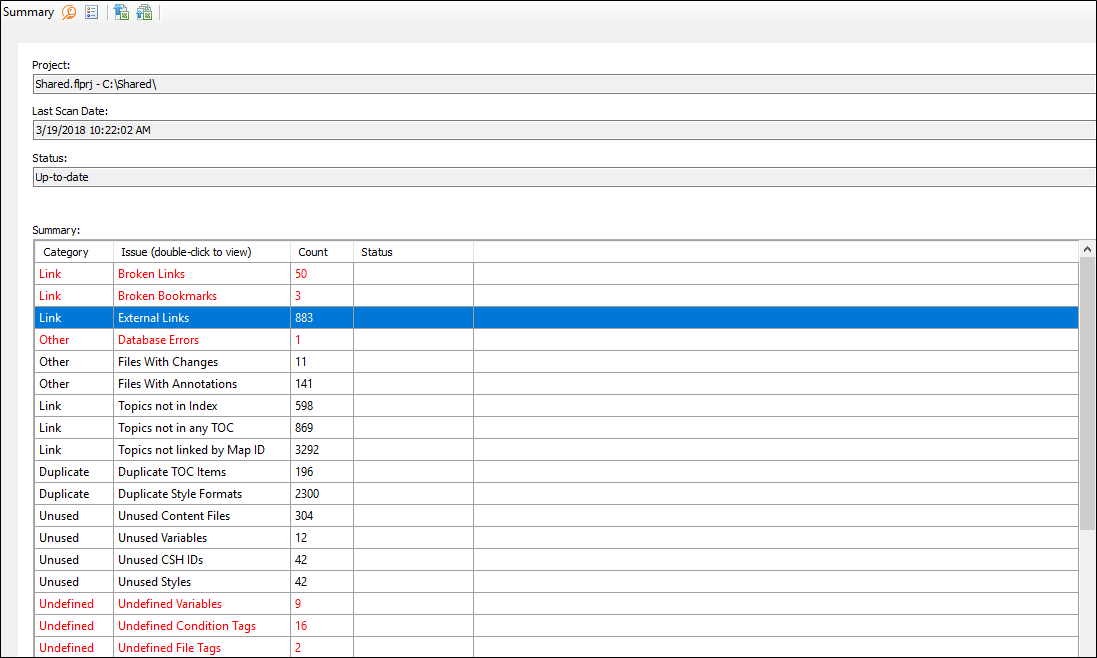 Summary
Project:
Shared.flprj - C:\Shared\
Last Scan Date:
3/19/2018 10:22:02 AM
Status:
Up-to-date
Summary:
Category Issue (double-click to view) Count Status
Link Broken Links 50
Link Broken Bookmarks 3
Link External Links 883
Other Database Errors 1
Other Files With Changes 11
Other Files With Annotations 141
Link Topics not in Index 598
Link Topics not in any TOC 869
Link Topics not linked by Map ID 3292
Duplicate Duplicate TOC Items 196
Duplicate Duplicate Style Formats 2300
Unused Unused Content Files 304
Unused Unused Variables 12
Unused Unused CSH IDs 42
Unused Unused Styles 42
Undefined Undefined Variables 9
Undefined Undefined Condition Tags 16
Undefined Undefined File Tags 2